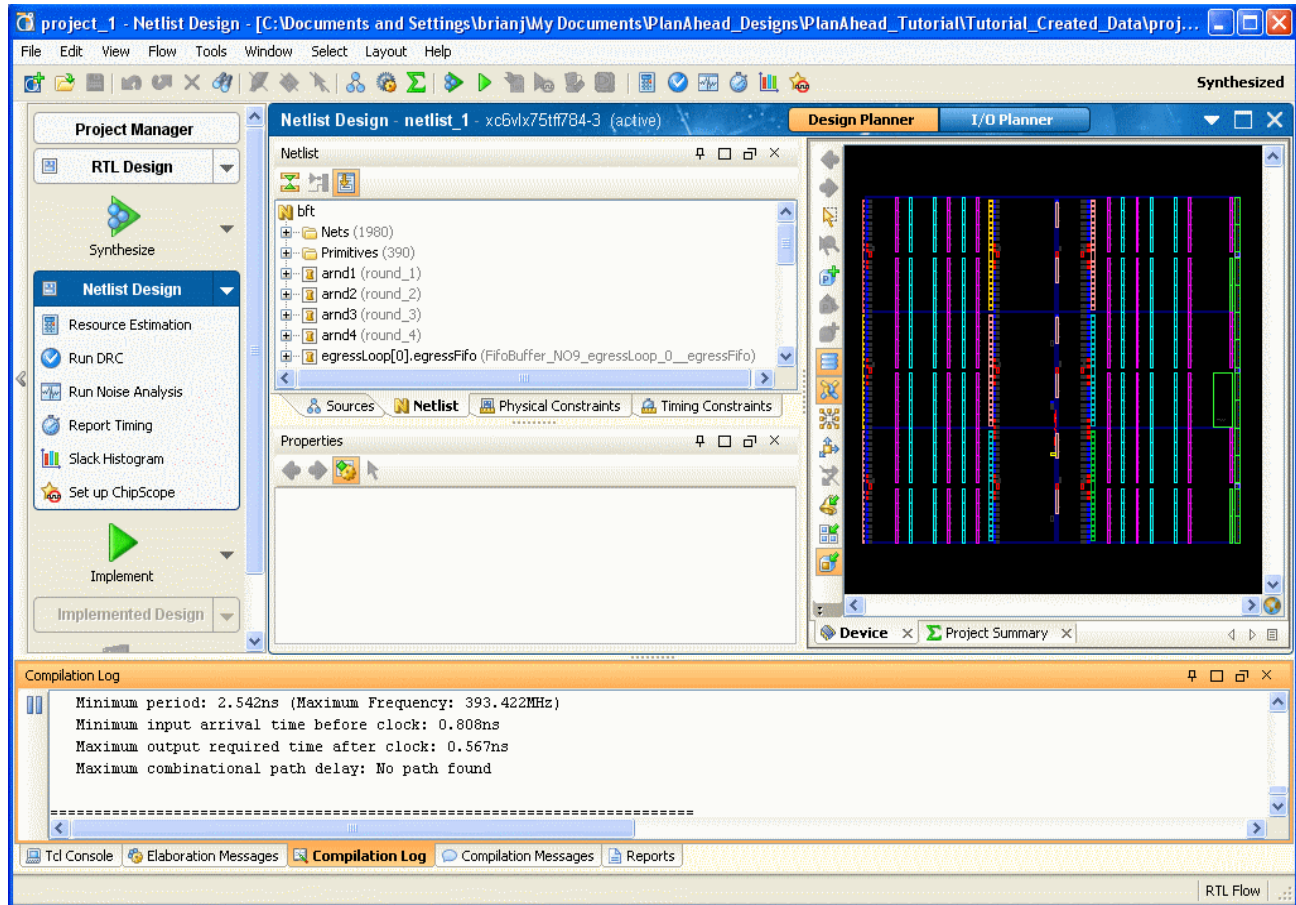 project_1 - Netlist Design - [C:\Documents and Settings\brianj\My Documents\PlanAhead_Designs\PlanAhead_Tutorial\Tutorial_Created_Data\proj...
File Edit View Flow Tools Window Select Layout Help
Synthesized
Project Manager
RTL Design
Synthesize
Netlist Design
Resource Estimation
Run DRC
Run Noise Analysis
Report Timing
Slack Histogram
Set up ChipScope
Implement
Implemented Design
Netlist Design - netlist_1 - xc6vlx75tff784-3 (active)
Design Planner
I/O Planner
Netlist
bft
Nets (1980)
Primitives (390)
arnd1 (round_1)
arnd2 (round_2)
arnd3 (round_3)
arnd4 (round_4)
egressLoop[0].egressFifo (FifoBuffer_NO9_egressLoop_0__egressFifo)
Sources Netlist Physical Constraints Timing Constraints
Properties
Device Project Summary
Compilation Log
Minimum period: 2.542ns (Maximum Frequency: 393.422MHz)
Minimum input arrival time before clock: 0.808ns
Maximum output required time after clock: 0.567ns
Maximum combinational path delay: No path found
=========================================================================
Tcl Console Elaboration Messages Compilation Log Compilation Messages Reports
RTL Flow